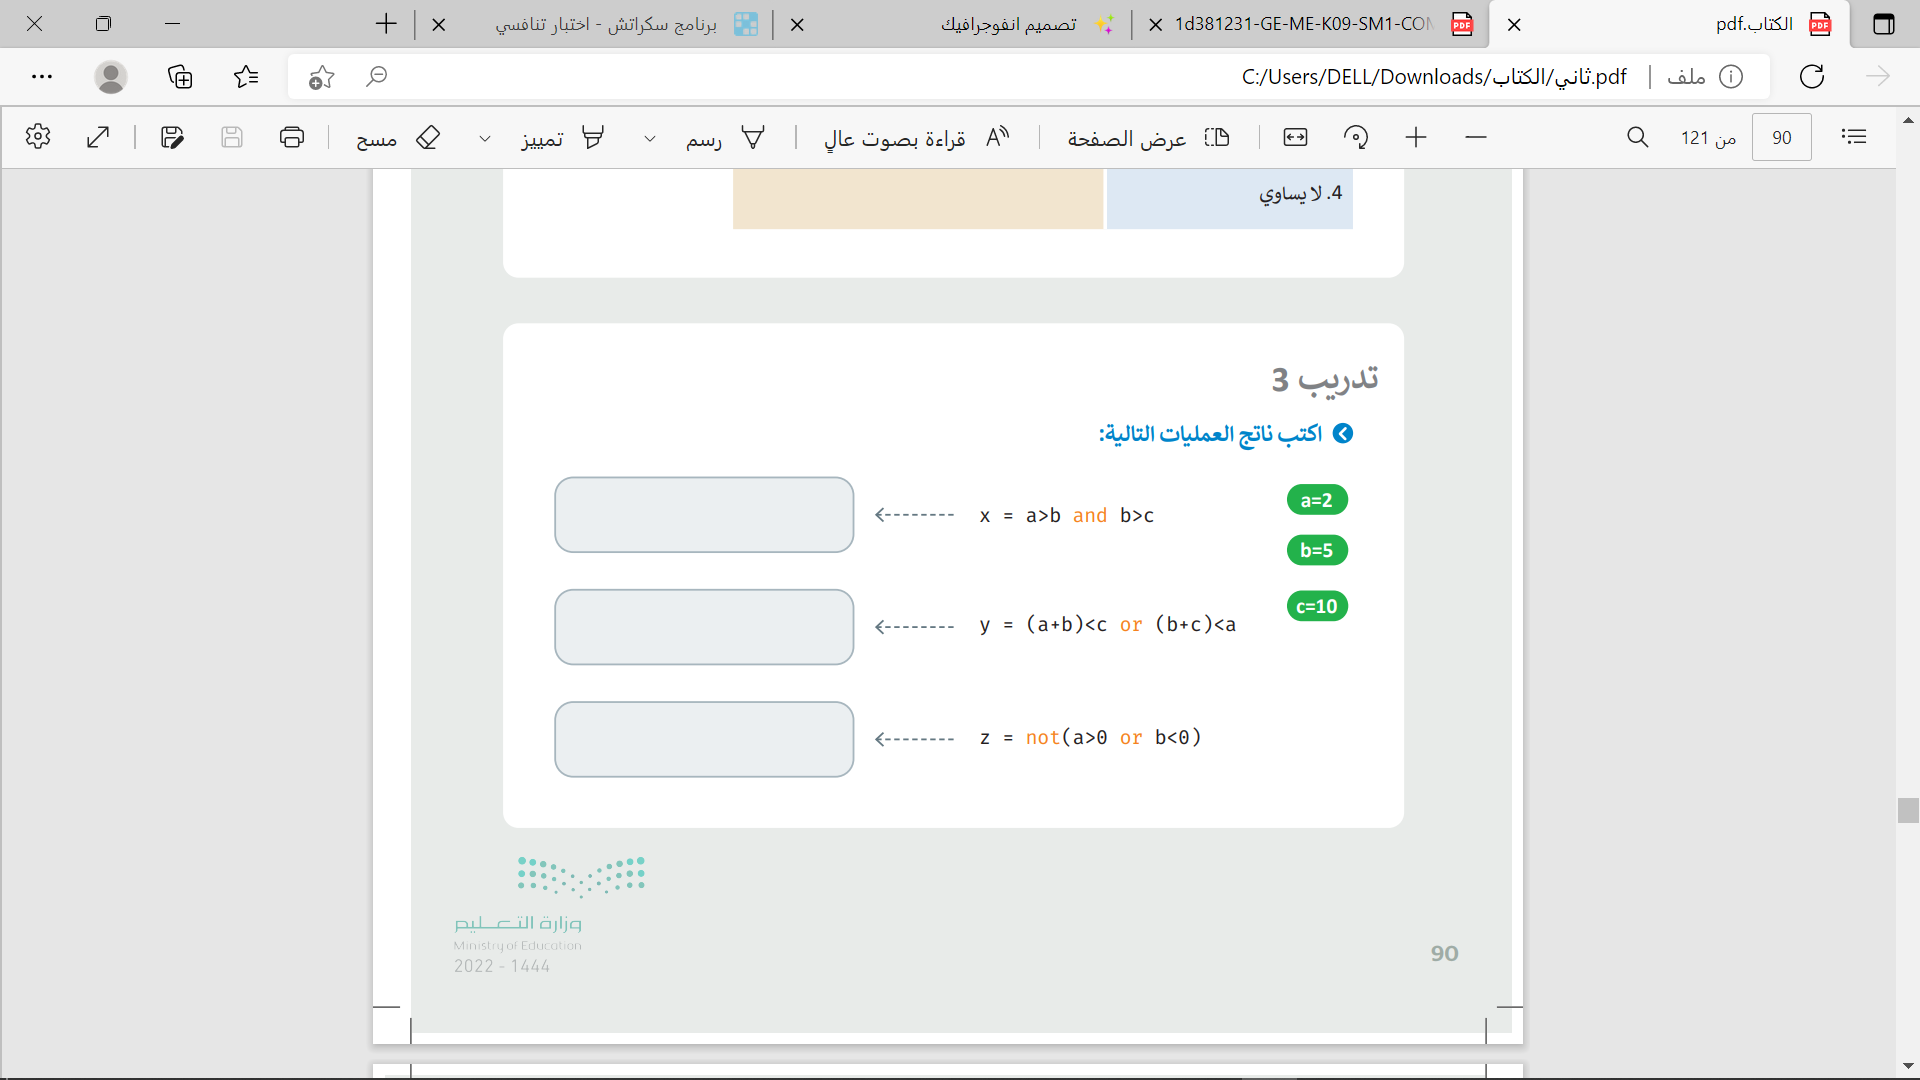 الكتاب.pdf
1d381231-GE-ME-K09-SM1-CON
تصميم انفوجرافيك
برنامج سكراتش - اختبار تنافسي
ملف
C:/Users/DELL/Downloads/ثاني/الكتاب.pdf
90
من 121
عرض الصفحة
قراءة بصوت عالٍ
رسم
تمييز
مسح
4. لا يساوي
تدريب 3
اكتب ناتج العمليات التالية:
a=2
x = a>b and b>c
b=5
c=10
y = (a+b)<c or (b+c)<a
z = not(a>0 or b<0)
وزارة التعليم
Ministry of Education
2022 - 1444
90